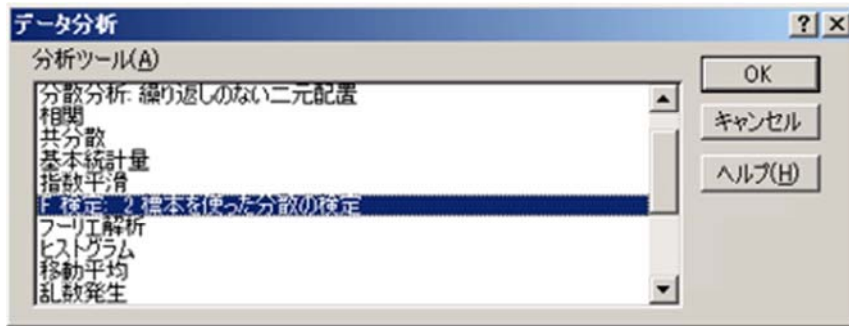 データ分析
分析ツール(A)
分散分析: 繰り返しのない二元配置
相関
共分散
基本統計量
指数平滑
F 検定: 2 標本を使った分散の検定
フーリエ解析
ヒストグラム
移動平均
乱数発生
OK
キャンセル
ヘルプ(H)